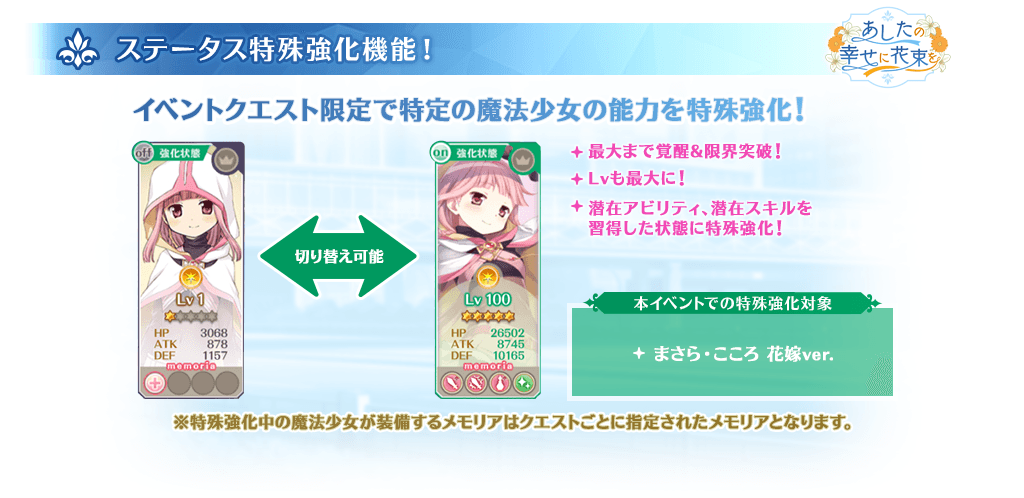 ステータス特殊強化機能！
あしたの
幸せに花束を
イベントクエスト限定で特定の魔法少女の能力を特殊強化！
off 強化状態
Lv 1
HP 3068
ATK 878
DEF 1157
memoria
切り替え可能
on 強化状態
Lv 100
HP 26502
ATK 8745
DEF 10165
memoria
最大まで覚醒&限界突破！
Lvも最大に！
潜在アビリティ、潜在スキルを
習得した状態に特殊強化！
本イベントでの特殊強化対象
まさら・こころ 花嫁ver.
※特殊強化中の魔法少女が装備するメモリアはクエストごとに指定されたメモリアとなります。